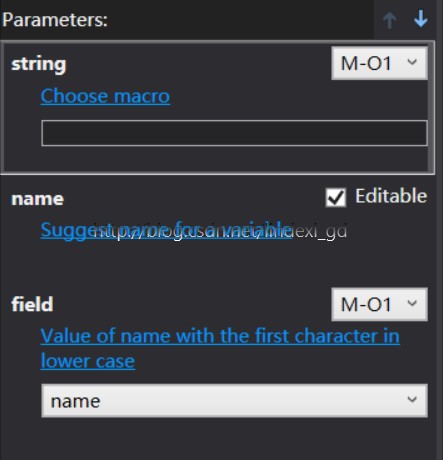 Parameters:
string
M-O1
Choose macro
name
Editable
Suggest name for a variable
http://blog.csdn.net/lindexi_gd
field
M-O1
Value of name with the first character in
lower case
name